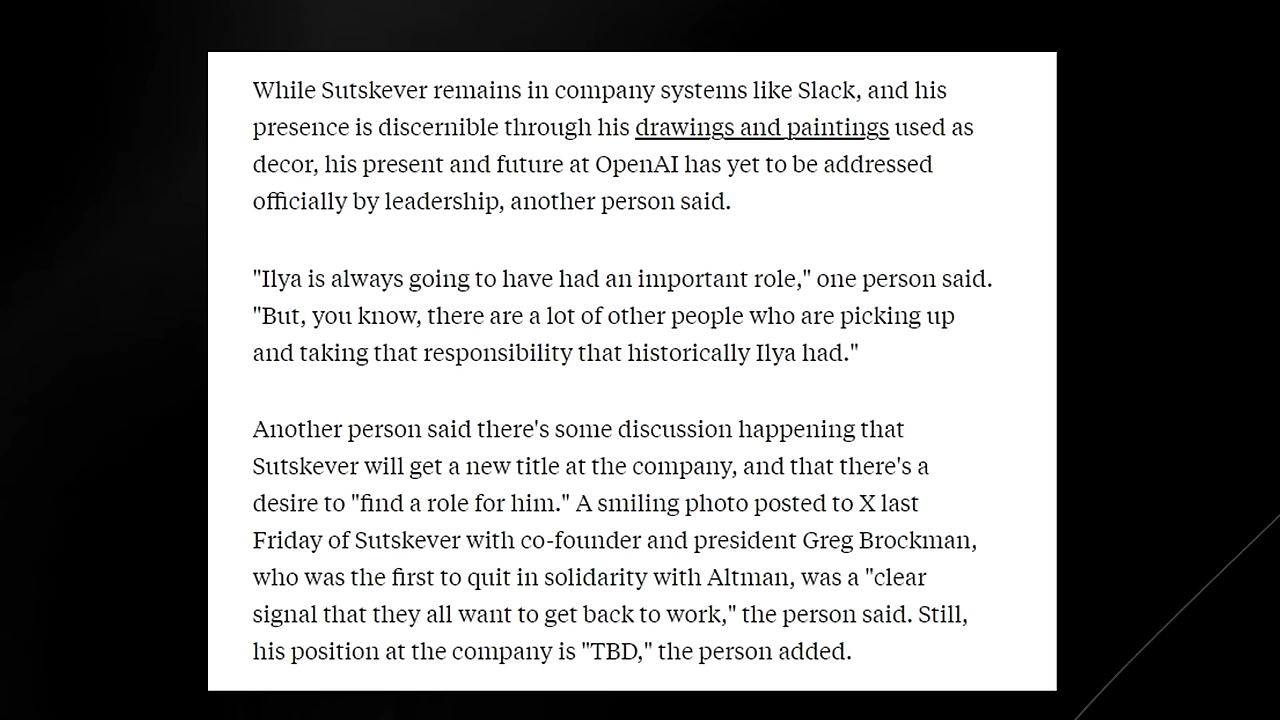 While Sutskever remains in company systems like Slack, and his
presence is discernible through his drawings and paintings used as
decor, his present and future at OpenAI has yet to be addressed
officially by leadership, another person said.
"Ilya is always going to have had an important role," one person said.
"But, you know, there are a lot of other people who are picking up
and taking that responsibility that historically Ilya had."
Another person said there's some discussion happening that
Sutskever will get a new title at the company, and that there's a
desire to "find a role for him." A smiling photo posted to X last
Friday of Sutskever with co-founder and president Greg Brockman,
who was the first to quit in solidarity with Altman, was a "clear
signal that they all want to get back to work," the person said. Still,
his position at the company is "TBD," the person added.